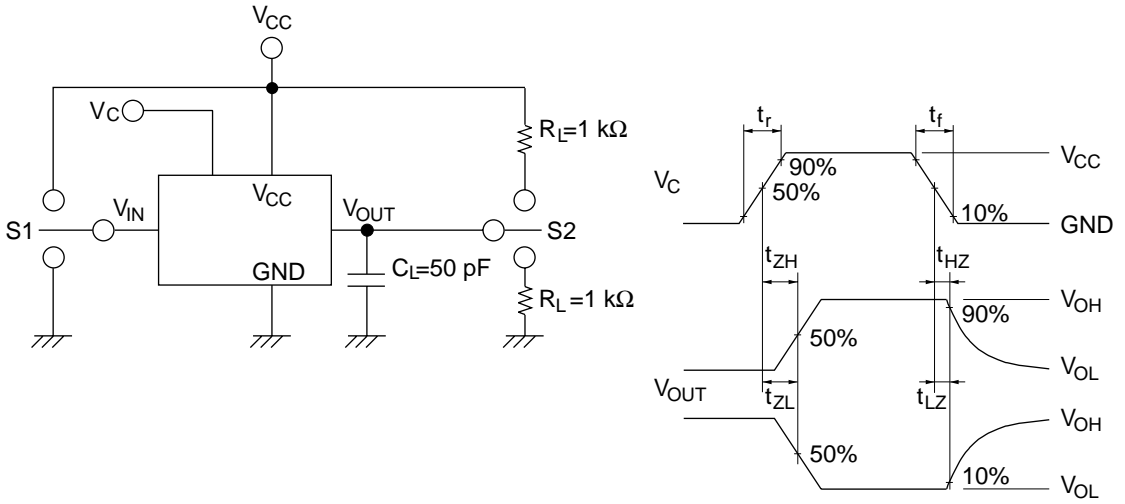 VCC
VC
RL=1 kΩ
VCC
VIN
VOUT
S1
S2
GND
CL=50 pF
RL=1 kΩ
tr
tf
VC
90%
50%
VCC
10%
GND
tZH
tHZ
VOH
90%
50%
VOL
VOUT
tZL
tLZ
VOH
50%
10%
VOL